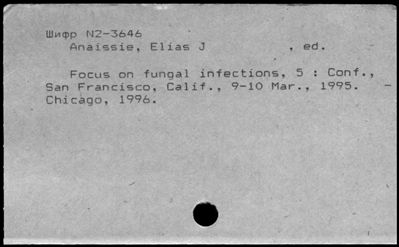 Шифр N2-3646
Anaissie, Elias J , ed.
Focus on fungal infections, 5 : Conf.,
San Francisco, Calif., 9-10 Mar., 1995. -
Chicago, 1996.